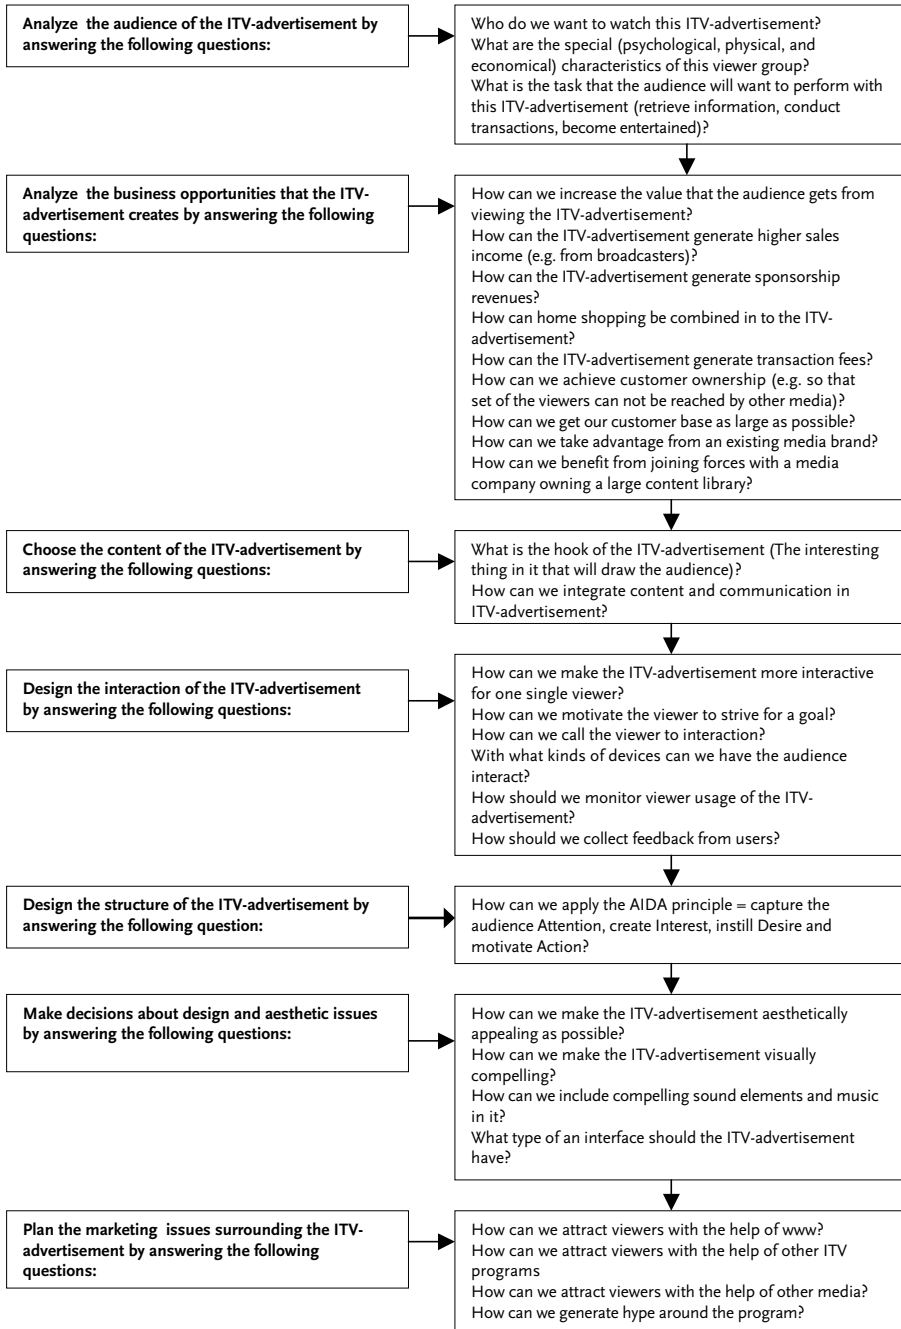 Analyze the audience of the ITV-advertisement by
answering the following questions:
Who do we want to watch this ITV-advertisement?
What are the special (psychological, physical, and
economical) characteristics of this viewer group?
What is the task that the audience will want to perform with
this ITV-advertisement (retrieve information, conduct
transactions, become entertained)?
Analyze the business opportunities that the ITV-
advertisement creates by answering the following
questions:
How can we increase the value that the audience gets from
viewing the ITV-advertisement?
How can the ITV-advertisement generate higher sales
income (e.g. from broadcasters)?
How can the ITV-advertisement generate sponsorship
revenues?
How can home shopping be combined in to the ITV-
advertisement?
How can the ITV-advertisement generate transaction fees?
How can we achieve customer ownership (e.g. so that
set of the viewers can not be reached by other media)?
How can we get our customer base as large as possible?
How can we take advantage from an existing media brand?
How can we benefit from joining forces with a media
company owning a large content library?
Choose the content of the ITV-advertisement by
answering the following questions:
What is the hook of the ITV-advertisement (The interesting
thing in it that will draw the audience)?
How can we integrate content and communication in
ITV-advertisement?
Design the interaction of the ITV-advertisement
by answering the following questions:
How can we make the ITV-advertisement more interactive
for one single viewer?
How can we motivate the viewer to strive for a goal?
How can we call the viewer to interaction?
With what kinds of devices can we have the audience
interact?
How should we monitor viewer usage of the ITV-
advertisement?
How should we collect feedback from users?
Design the structure of the ITV-advertisement by
answering the following question:
How can we apply the AIDA principle = capture the
audience Attention, create Interest, instill Desire and
motivate Action?
Make decisions about design and aesthetic issues
by answering the following questions:
How can we make the ITV-advertisement aesthetically
appealing as possible?
How can we make the ITV-advertisement visually
compelling?
How can we include compelling sound elements and music
in it?
What type of an interface should the ITV-advertisement
have?
Plan the marketing issues surrounding the ITV-
advertisement by answering the following
questions:
How can we attract viewers with the help of www?
How can we attract viewers with the help of other ITV
programs
How can we attract viewers with the help of other media?
How can we generate hype around the program?